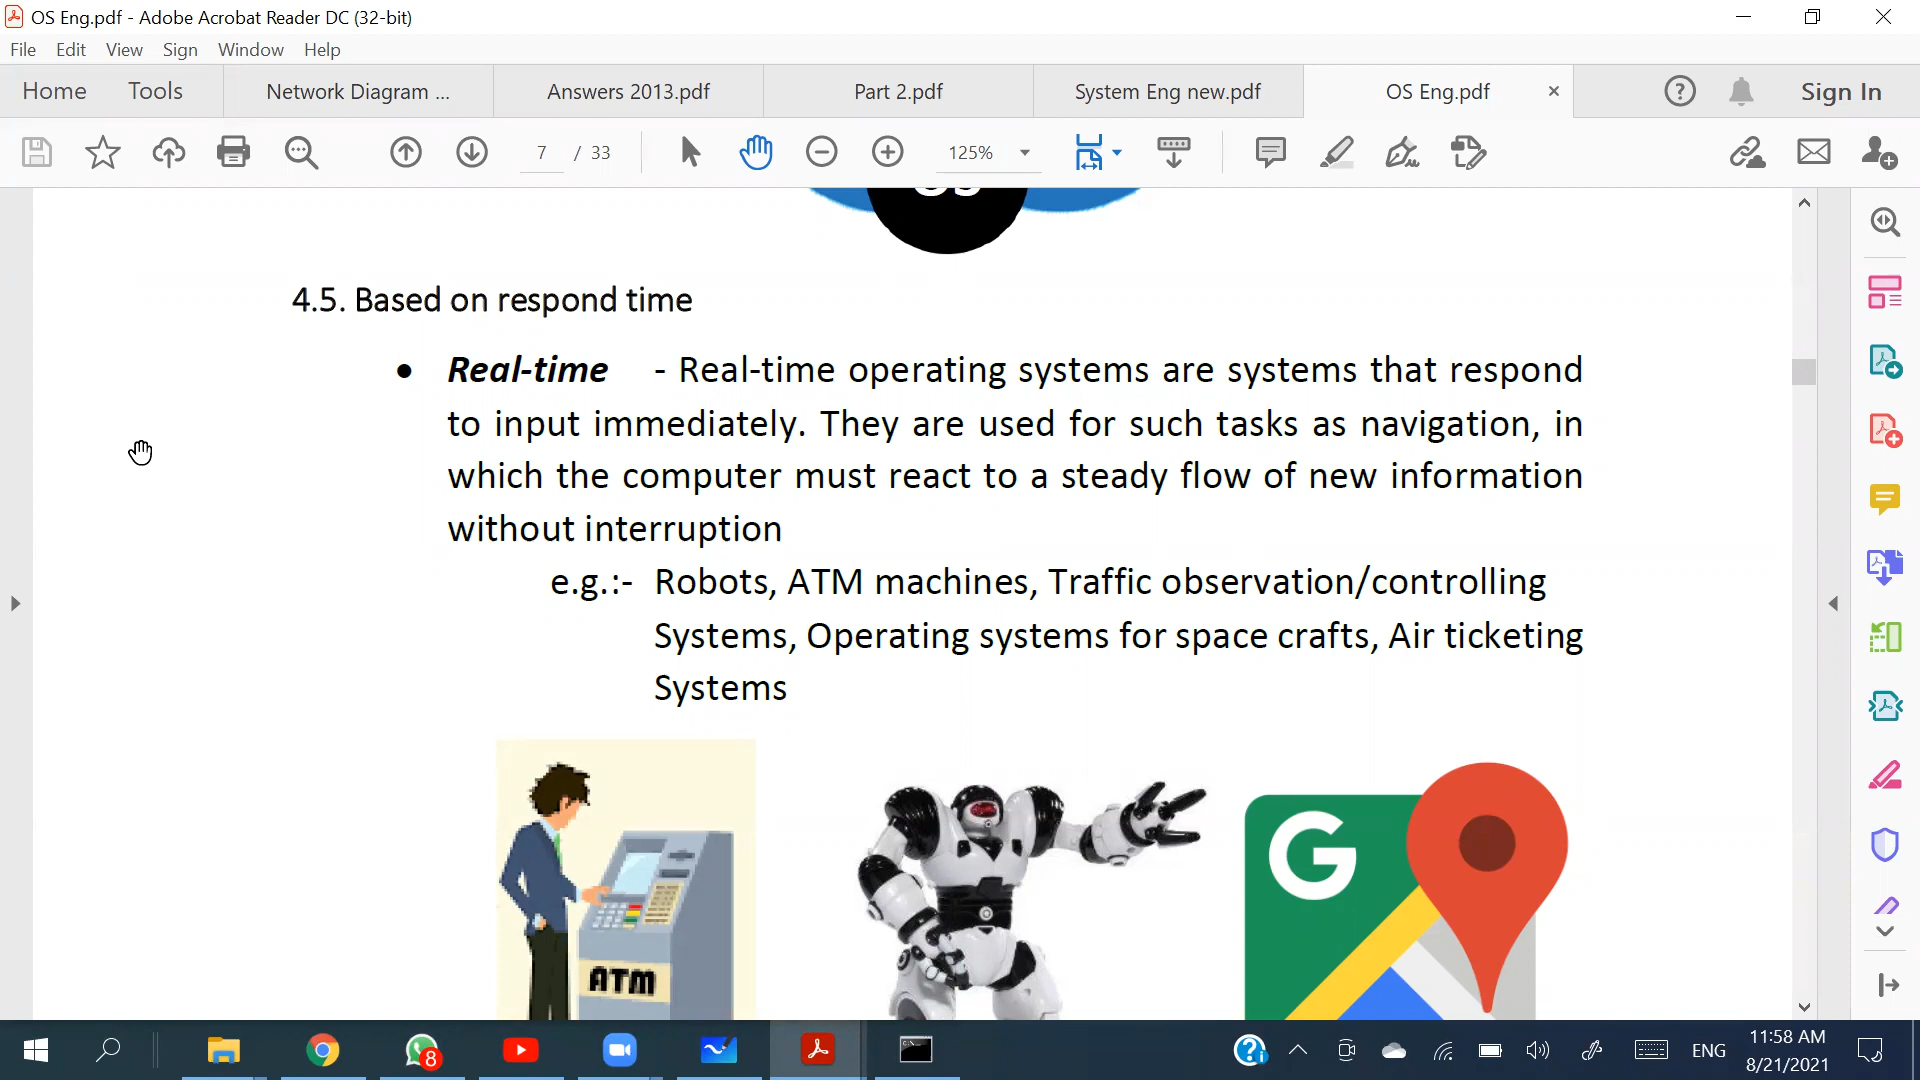 OS Eng.pdf - Adobe Acrobat Reader DC (32-bit)
File Edit View Sign Window Help
Home Tools Network Diagram ... Answers 2013.pdf Part 2.pdf System Eng new.pdf OS Eng.pdf × Sign In
7 / 33 125%
4.5. Based on respond time
• Real-time - Real-time operating systems are systems that respond
to input immediately. They are used for such tasks as navigation, in
which the computer must react to a steady flow of new information
without interruption
e.g.:- Robots, ATM machines, Traffic observation/controlling
Systems, Operating systems for space crafts, Air ticketing
Systems
G
ATM
8
ENG
11:58 AM
8/21/2021